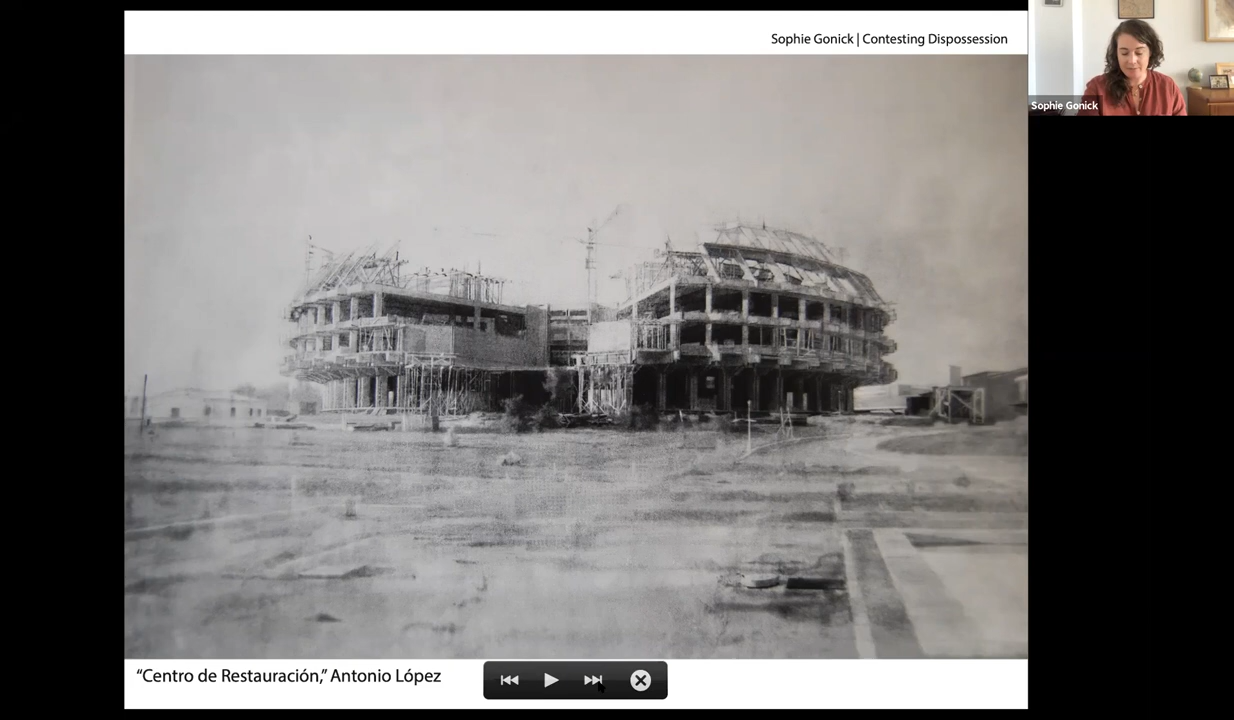 Sophie Gonick | Contesting Dispossession
Sophie Gonick
“Centro de Restauración,” Antonio López